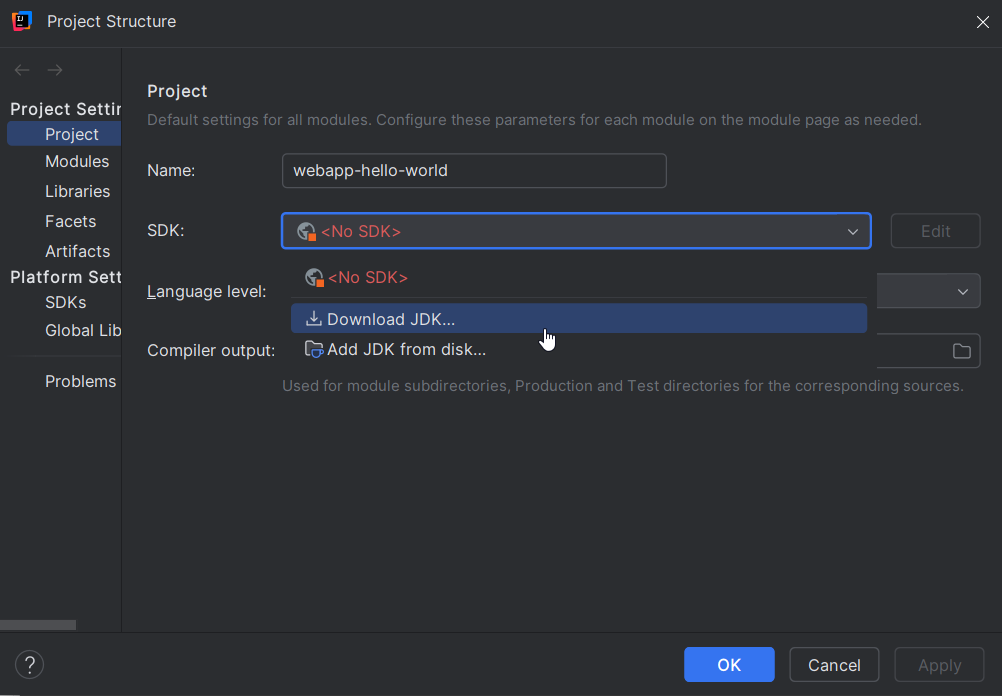 Project Structure
Project Settin
Project
Modules
Libraries
Facets
Artifacts
Platform Sett
SDKs
Global Lib
Problems
Project
Default settings for all modules. Configure these parameters for each module on the module page as needed.
Name:
webapp-hello-world
SDK:
<No SDK>
Edit
<No SDK>
Language level:
Download JDK...
Compiler output:
Add JDK from disk...
Used for module subdirectories, Production and Test directories for the corresponding sources.
?
OK
Cancel
Apply